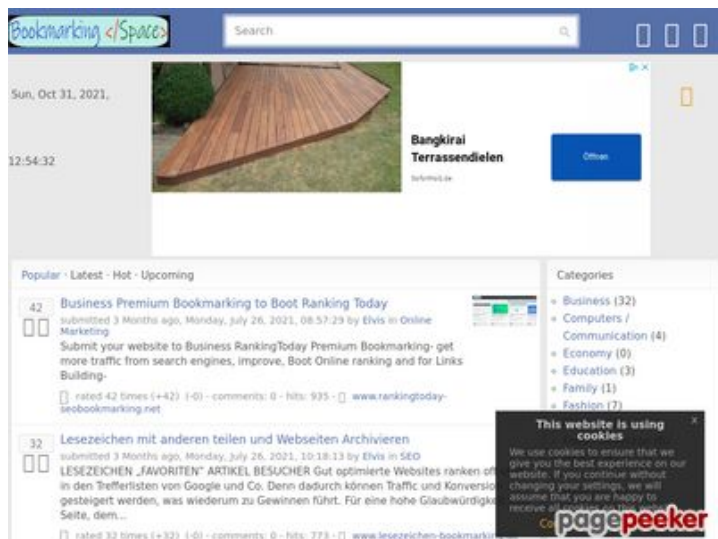 Bookmarking </Space>
Search
Sun, Oct 31, 2021,
12:54:32
Bangkirai
Terrassendielen
Öffnen
Popular · Latest · Hot · Upcoming
42
Business Premium Bookmarking to Boot Ranking Today
submitted 3 Months ago, Monday, July 26, 2021, 08:57:29 by Elvis in Online
Marketing
Submit your website to Business RankingToday Premium Bookmarking- get
more traffic from search engines, improve, Boot Online ranking and for Links
Building-
rated 42 times (+42) (-0) - comments: 0 - hits: 935 - www.rankingtoday-
seobookmarking.net
32
Lesezeichen mit anderen teilen und Webseiten Archivieren
submitted 3 Months ago, Monday, July 26, 2021, 10:18:13 by Elvis in SEO
LESEZEICHEN „FAVORITEN" ARTIKEL BESUCHER Gut optimierte Websites ranken
in den Trefferlisten von Google und Co. Denn dadurch können Traffic und
gesteigert werden, was wiederum zu Gewinnen führt. Für eine hohe
Seite, dem...
rated 32 times (+32) (-0) - comments: 0 - hits: 773 -
Categories
Business (32)
Computers /
Communication (4)
Economy (0)
Education (3)
Family (1)
Fashion (7)
x
This website is using
cookies
We use cookies to ensure that we
give you the best experience on our
website. If you continue without
changing your settings, we will
assume that you are happy to
receive all cookies on this
pagepeeker